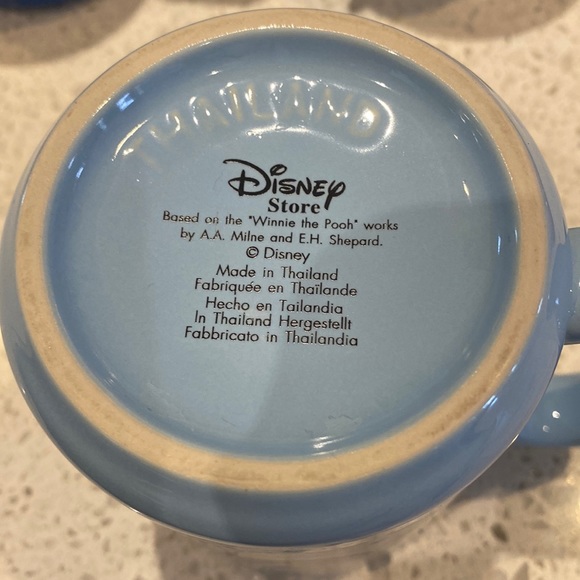 THAILAND
Disney
Store
Based on the "Winnie the Pooh" works
by A.A. Milne and E.H. Shepard.
© Disney
Made in Thailand
Fabriquée en Thaïlande
Hecho en Tailandia
In Thailand Hergestellt
Fabbricato in Thailandia